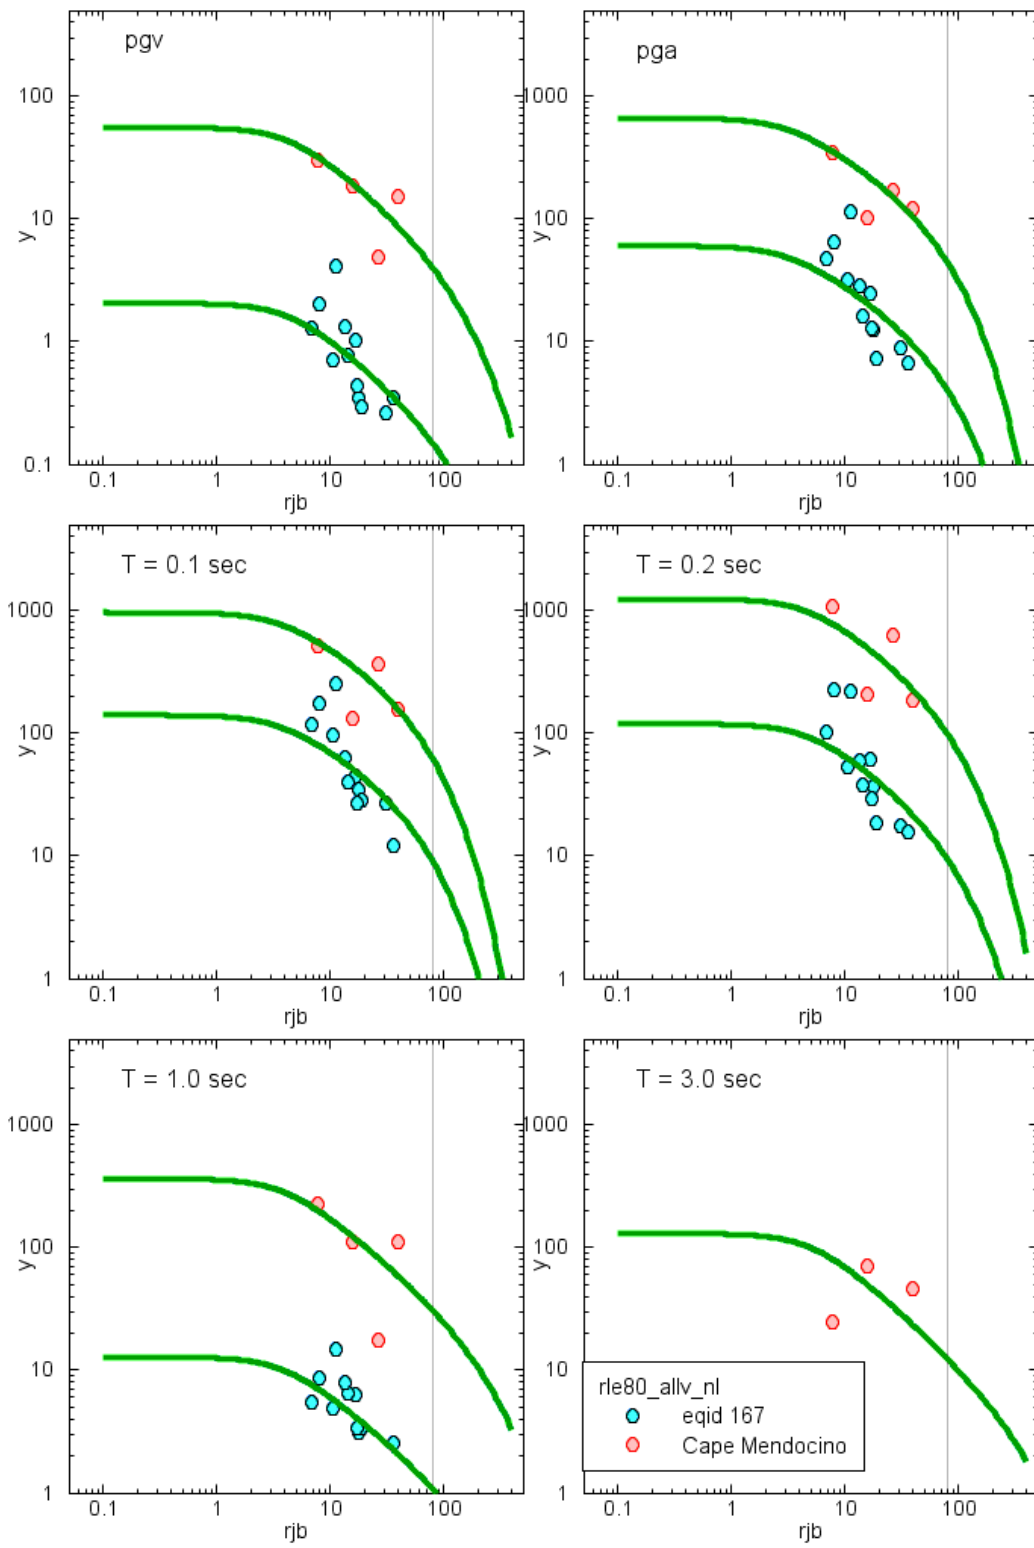 pgv
100
10
1
0.1
y
0.1 1 10 100
rjb
pga
1000
100
10
1
y
0.1 1 10 100
rjb
T = 0.1 sec
1000
100
10
1
y
0.1 1 10 100
rjb
T = 0.2 sec
1000
100
10
1
y
0.1 1 10 100
rjb
T = 1.0 sec
1000
100
10
1
y
0.1 1 10 100
rjb
T = 3.0 sec
1000
100
10
1
y
rle80_allv_nl
eqid 167
Cape Mendocino
0.1 1 10 100
rjb